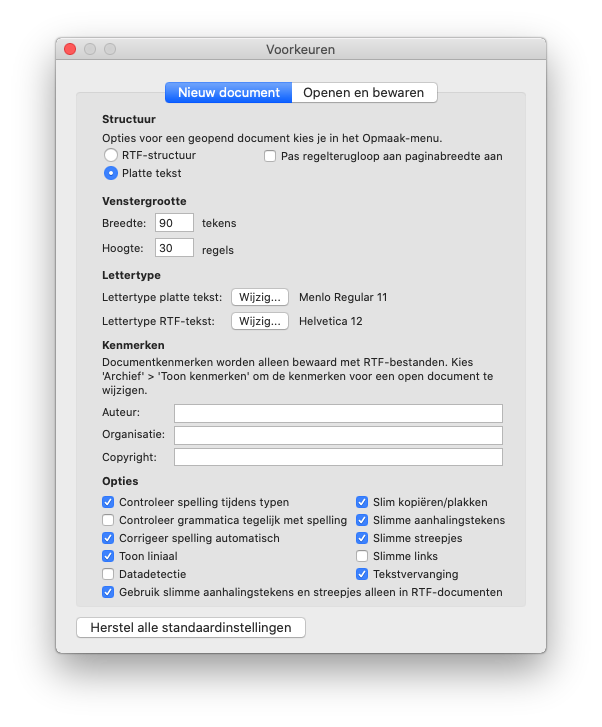 Voorkeuren
Nieuw document Openen en bewaren
Structuur
Opties voor een geopend document kies je in het Opmaak-menu.
RTF-structuur Pas regelterugloop aan paginabreedte aan
Platte tekst
Venstergrootte
Breedte: 90 tekens
Hoogte: 30 regels
Lettertype
Lettertype platte tekst: Wijzig... Menlo Regular 11
Lettertype RTF-tekst: Wijzig... Helvetica 12
Kenmerken
Documentkenmerken worden alleen bewaard met RTF-bestanden. Kies
'Archief' > 'Toon kenmerken' om de kenmerken voor een open document te
wijzigen.
Auteur:
Organisatie:
Copyright:
Opties
Controleer spelling tijdens typen Slim kopiëren/plakken
Controleer grammatica tegelijk met spelling Slimme aanhalingstekens
Corrigeer spelling automatisch Slimme streepjes
Toon liniaal Slimme links
Datadetectie Tekstvervanging
Gebruik slimme aanhalingstekens en streepjes alleen in RTF-documenten
Herstel alle standaardinstellingen